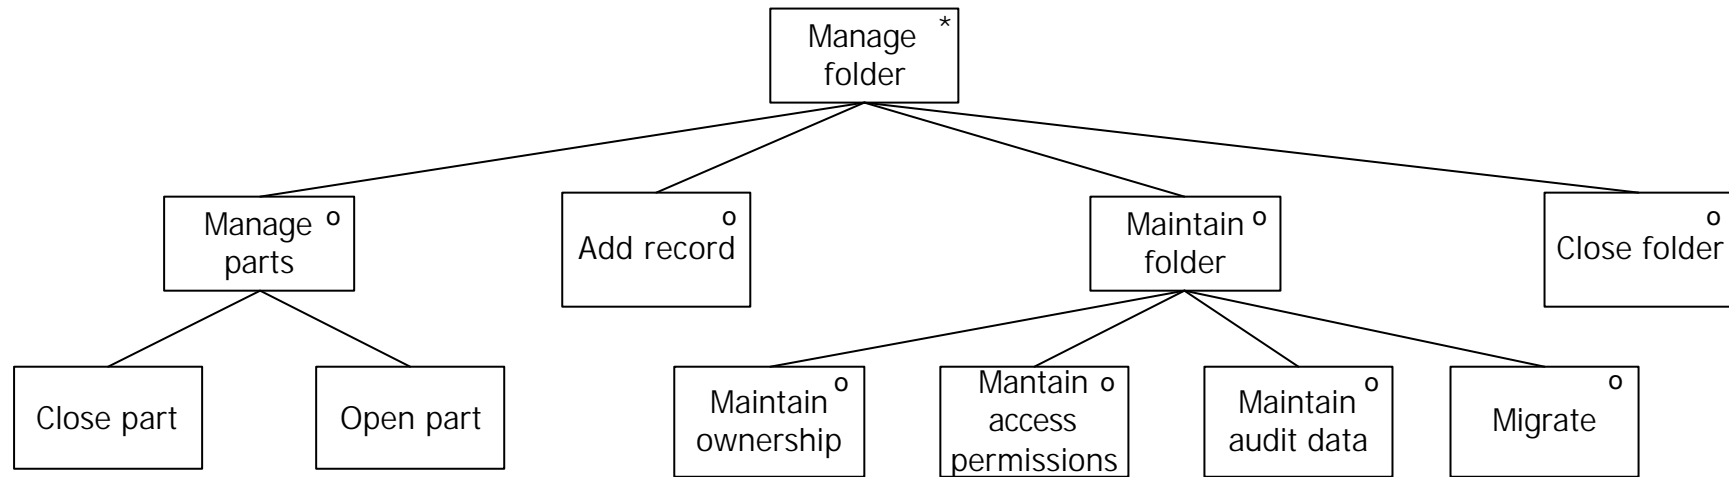 Manage *
folder
Manage o
parts
o
Add record
Maintain o
folder
o
Close folder
Close part
Open part
o
Maintain
ownership
Mantain o
access
permissions
o
Maintain
audit data
o
Migrate